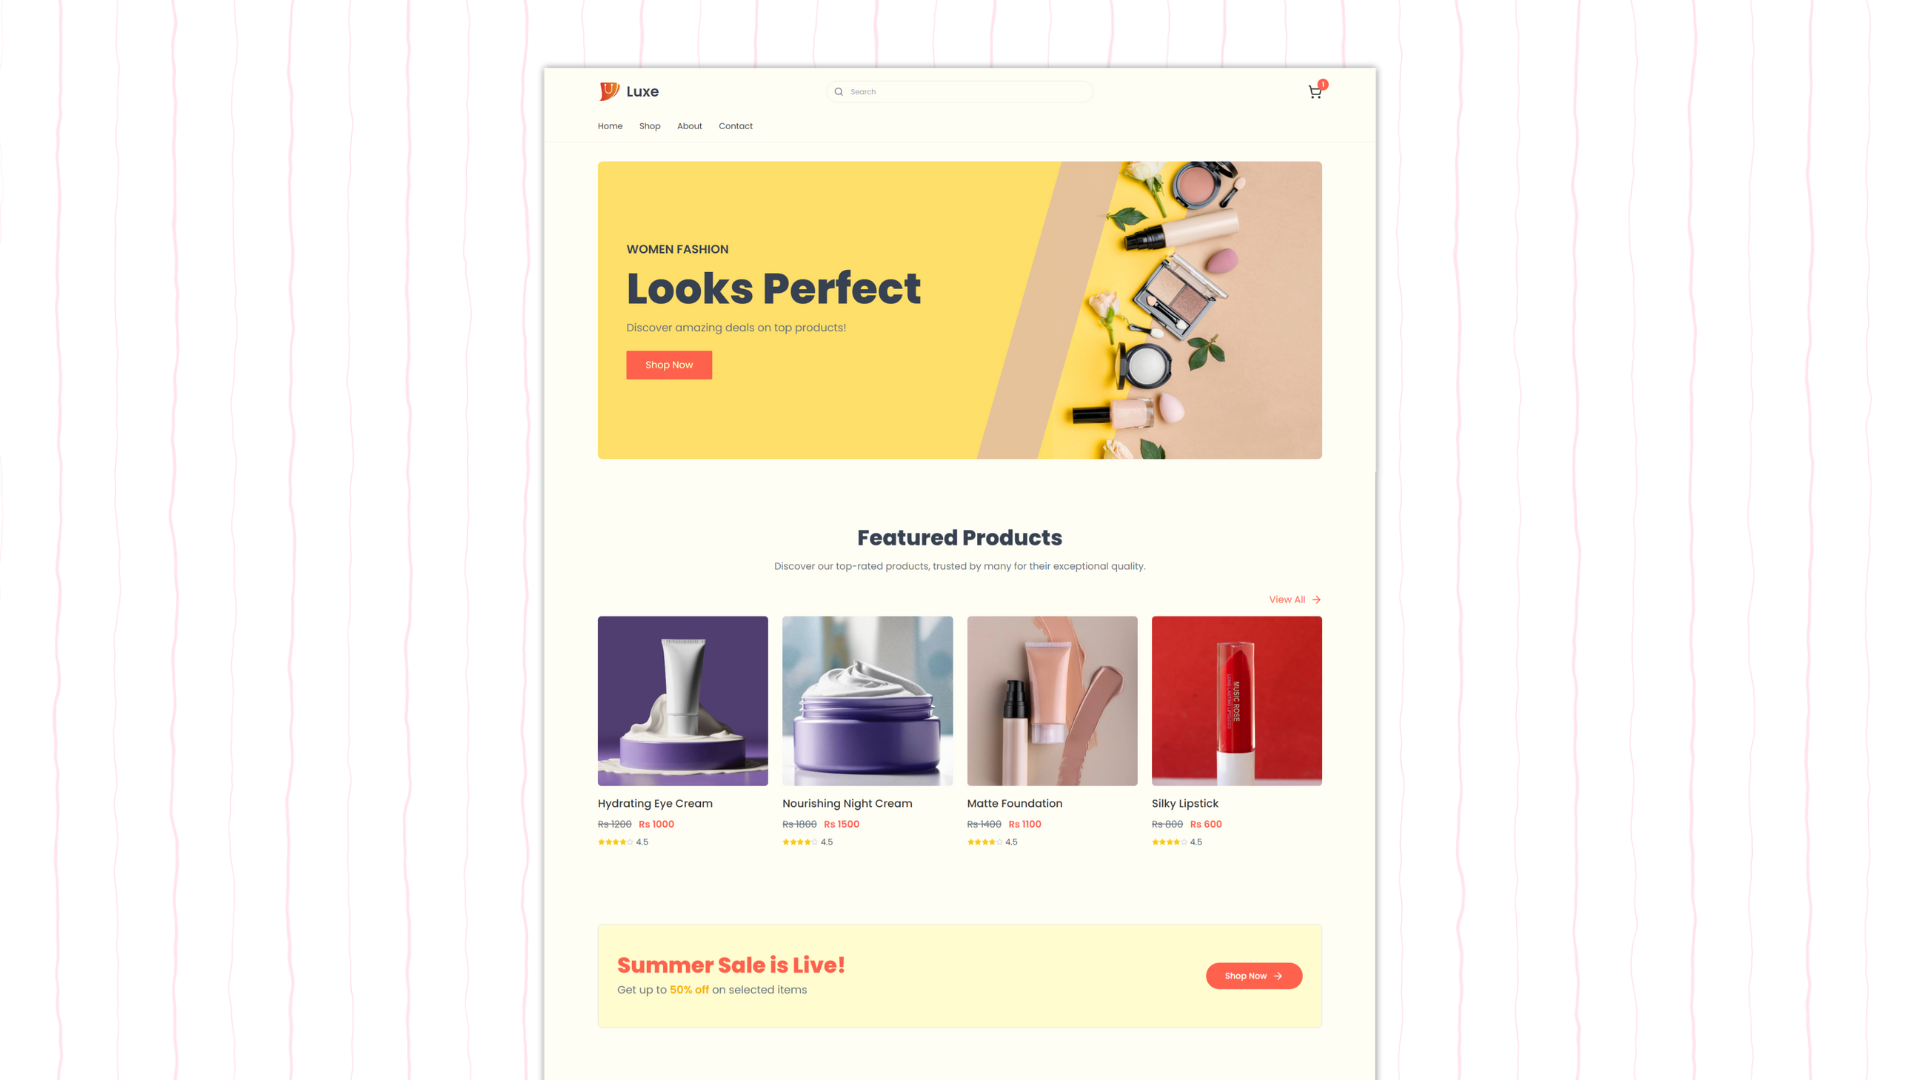 Luxe
Search
1
Home Shop About Contact
WOMEN FASHION
Looks Perfect
Discover amazing deals on top products!
Shop Now
Featured Products
Discover our top-rated products, trusted by many for their exceptional quality.
View All →
MUSIC ROSE
Hydrating Eye Cream
Rs 1200 Rs 1000
4.5
Nourishing Night Cream
Rs 1800 Rs 1500
4.5
Matte Foundation
Rs 1400 Rs 1100
4.5
Silky Lipstick
Rs 800 Rs 600
4.5
Summer Sale is Live!
Get up to 50% off on selected items
Shop Now →